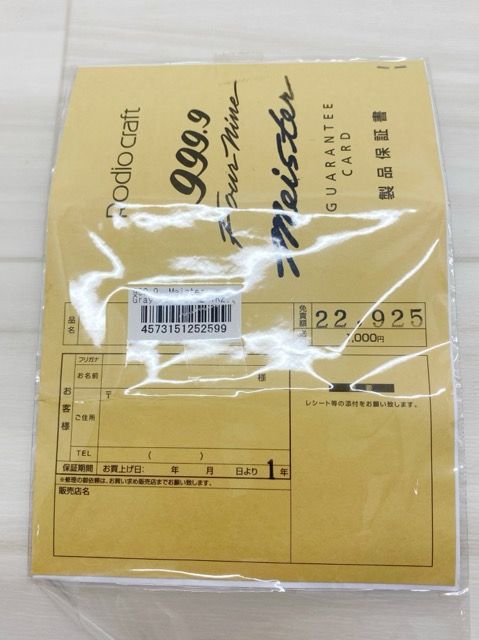 Rodiocraft
999.9
Four-Nine
Meister
GUARANTEE
CARD
製品保証書
999.9 Meister
Gray
4573151252599
品名
免責額
22,925
,000円
フリガナ
お名前
様
お客様
〒
ご住所
TEL ( )
レシート等の添付をお願い致します。
保証期間 お買上げ日: 年 月 日より 1年
※修理の御依頼は、お買い求め販売店までお願い致します。
販売店名